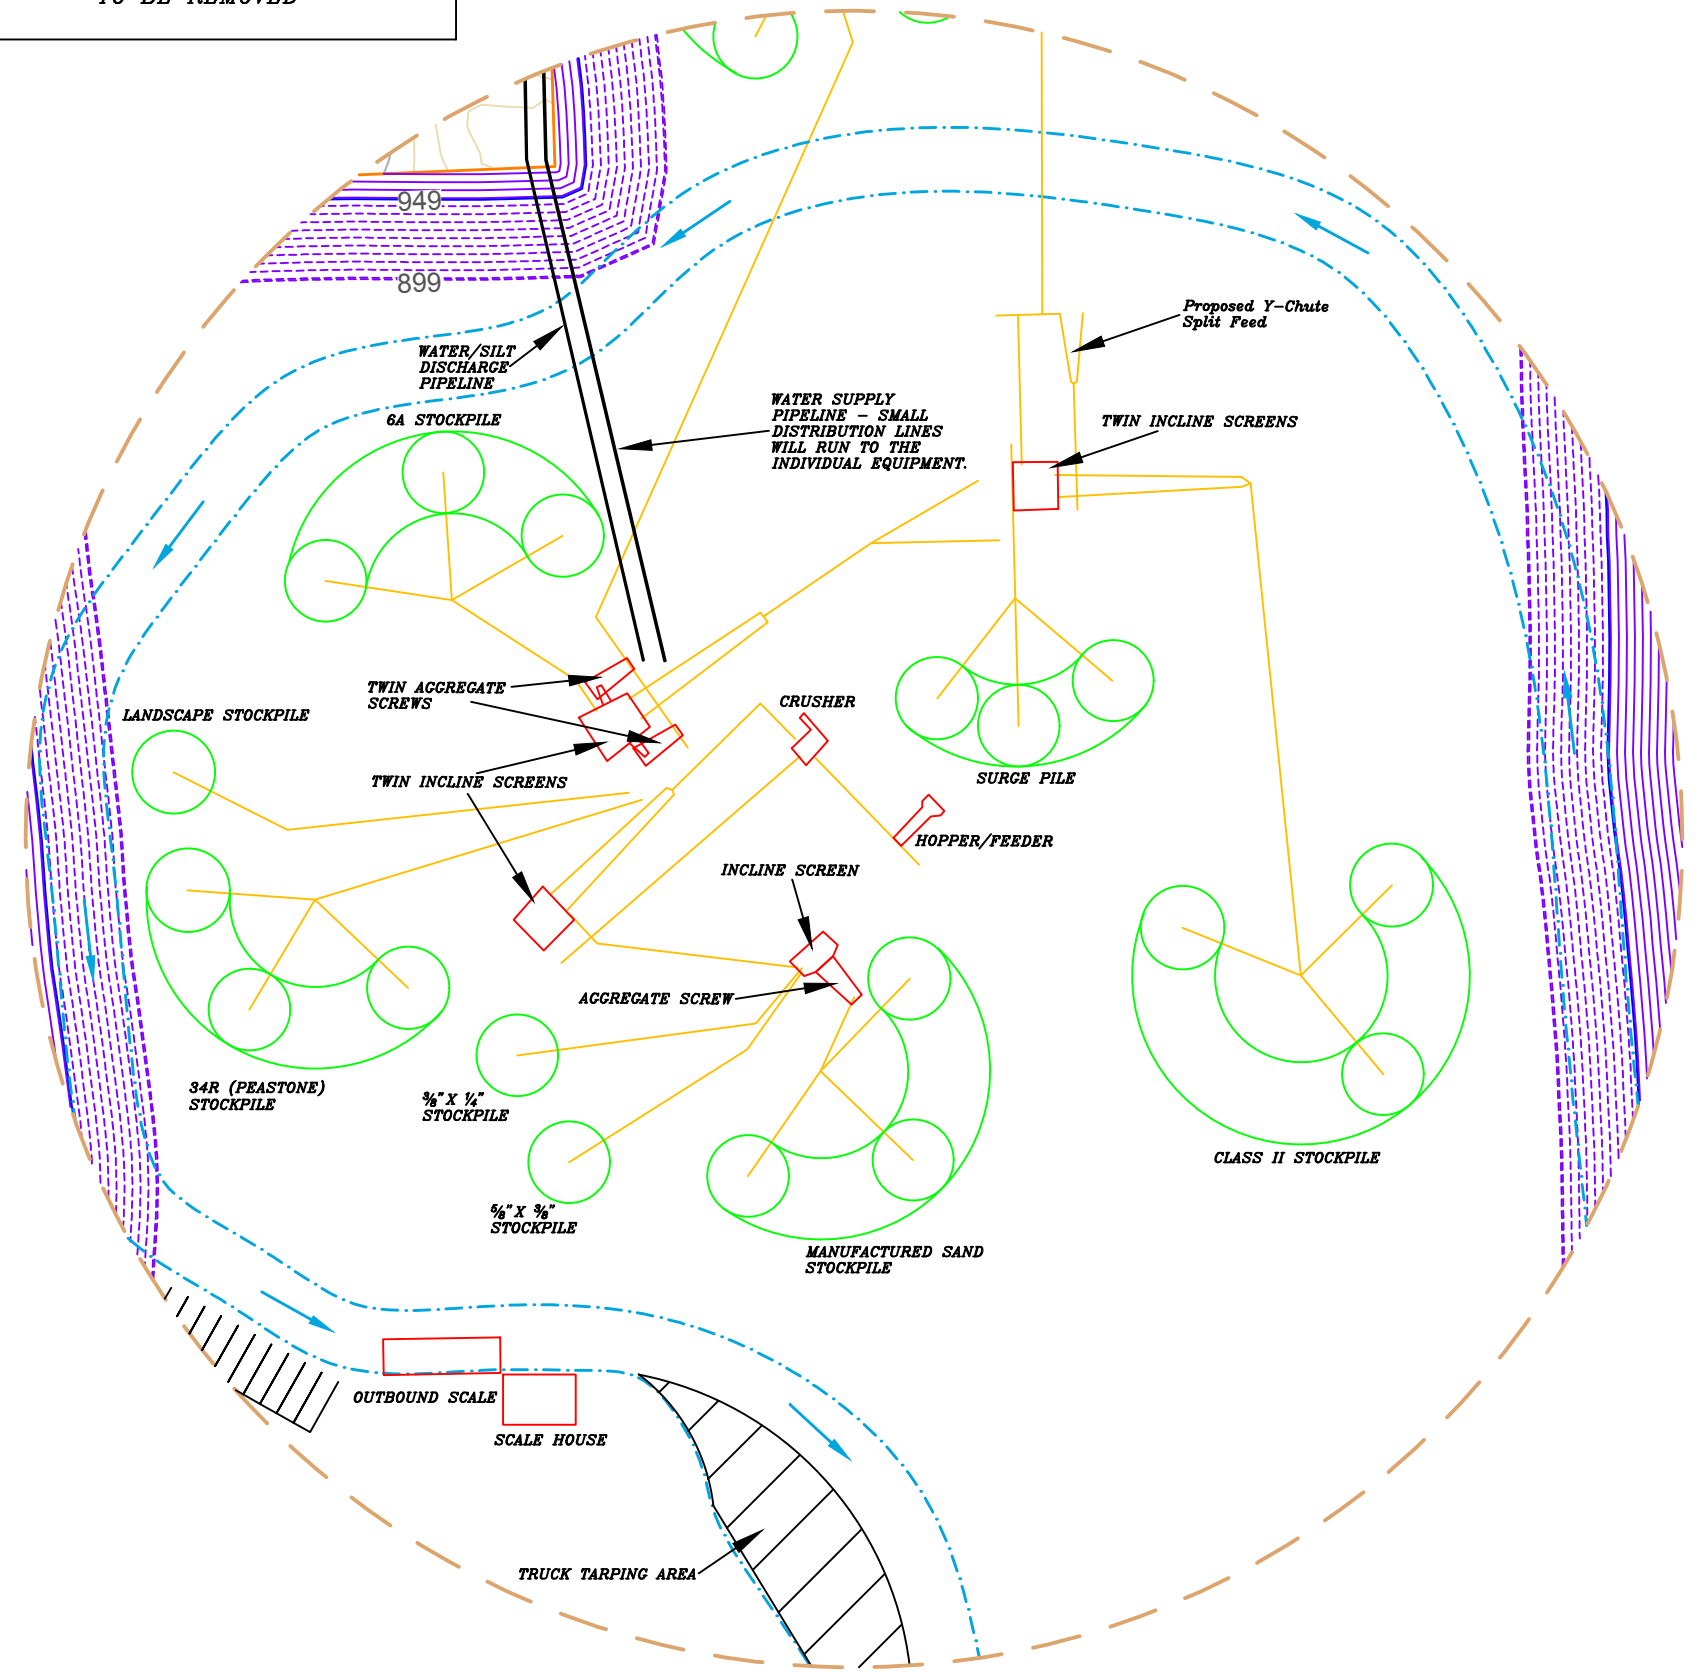 TO BE REMOVED
949
899
WATER/SILT
DISCHARGE
PIPELINE
Proposed Y-Chute
Split Feed
WATER SUPPLY
PIPELINE - SMALL
DISTRIBUTION LINES
WILL RUN TO THE
INDIVIDUAL EQUIPMENT.
6A STOCKPILE
TWIN INCLINE SCREENS
TWIN AGGREGATE
SCREWS
LANDSCAPE STOCKPILE
CRUSHER
TWIN INCLINE SCREENS
SURGE PILE
HOPPER/FEEDER
INCLINE SCREEN
AGGREGATE SCREW
34R (PEASTONE)
STOCKPILE
⅜" X ¼"
STOCKPILE
CLASS II STOCKPILE
⅝" X ⅜"
STOCKPILE
MANUFACTURED SAND
STOCKPILE
OUTBOUND SCALE
SCALE HOUSE
TRUCK TARPING AREA